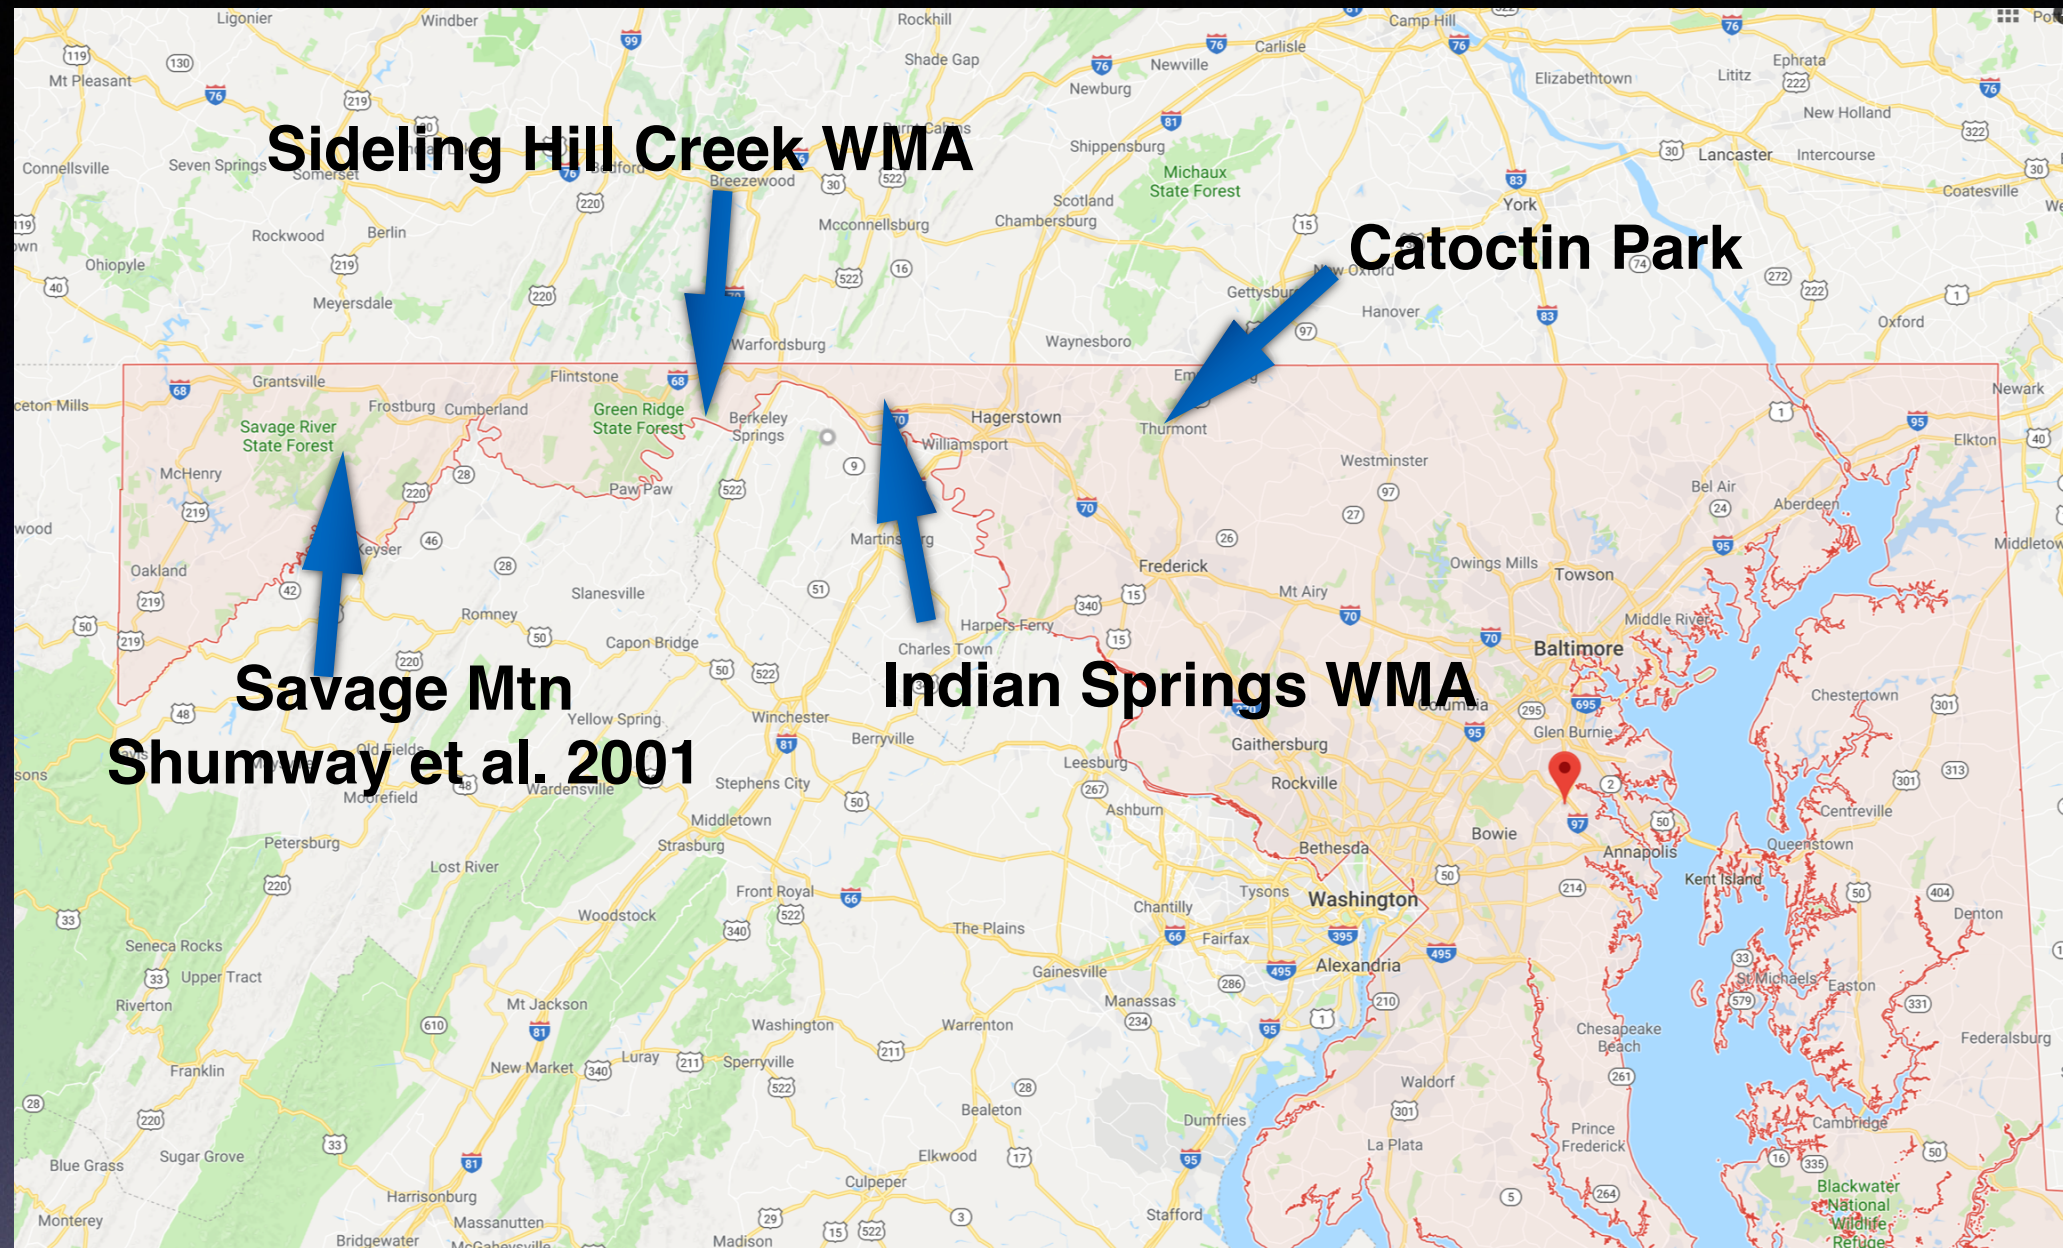 Ligonier
Windber
Rockhill
Camp Hill
Mt Pleasant
Shade Gap
Newville
Carlisle
Elizabethtown
Lititz
Ephrata
Newburg
New Holland
Sideling Hill Creek WMA
Connellsville
Seven Springs
Somerset
Bedford
Breezewood
Shippensburg
Michaux
State Forest
Lancaster
Intercourse
Coatesville
Rockwood
Berlin
Mcconnellsburg
Scotland
Chambersburg
York
Catoctin Park
Ohiopyle
Meyersdale
Hanover
Oxford
Warfordsburg
Waynesboro
Grantsville
Flintstone
Newark
Frostburg
Cumberland
Green Ridge
State Forest
Berkeley
Springs
Hagerstown
Savage River
State Forest
Thurmont
Williamsport
Elkton
McHenry
Paw Paw
Westminster
Bel Air
Aberdeen
Keyser
Oakland
Slanesville
Frederick
Mt Airy
Owings Mills
Towson
Romney
Capon Bridge
Harpers Ferry
Charles Town
Middle River
Baltimore
Savage Mtn
Indian Springs WMA
Shumway et al. 2001
Yellow Spring
Winchester
Berryville
Chestertown
Glen Burnie
Gaithersburg
Leesburg
Rockville
Moorefield
Wardensville
Stephens City
Ashburn
Centreville
Middletown
Petersburg
Strasburg
Bowie
Bethesda
Annapolis
Queenstown
Lost River
Front Royal
Tysons
Washington
Kent Island
Woodstock
The Plains
Chantilly
Fairfax
Denton
Seneca Rocks
Upper Tract
Gainesville
Alexandria
St Michaels
Easton
Riverton
Mt Jackson
Manassas
Washington
Warrenton
Chesapeake
Beach
Federalsburg
Franklin
New Market
Luray
Sperryville
Waldorf
Bealeton
Dumfries
La Plata
Prince
Frederick
Cambridge
Blue Grass
Sugar Grove
Elkwood
Culpeper
Harrisonburg
Massanutten
Stafford
Blackwater
National
Wildlife
Refuge
Monterey
Bridgewater
McGaheysville
Madison